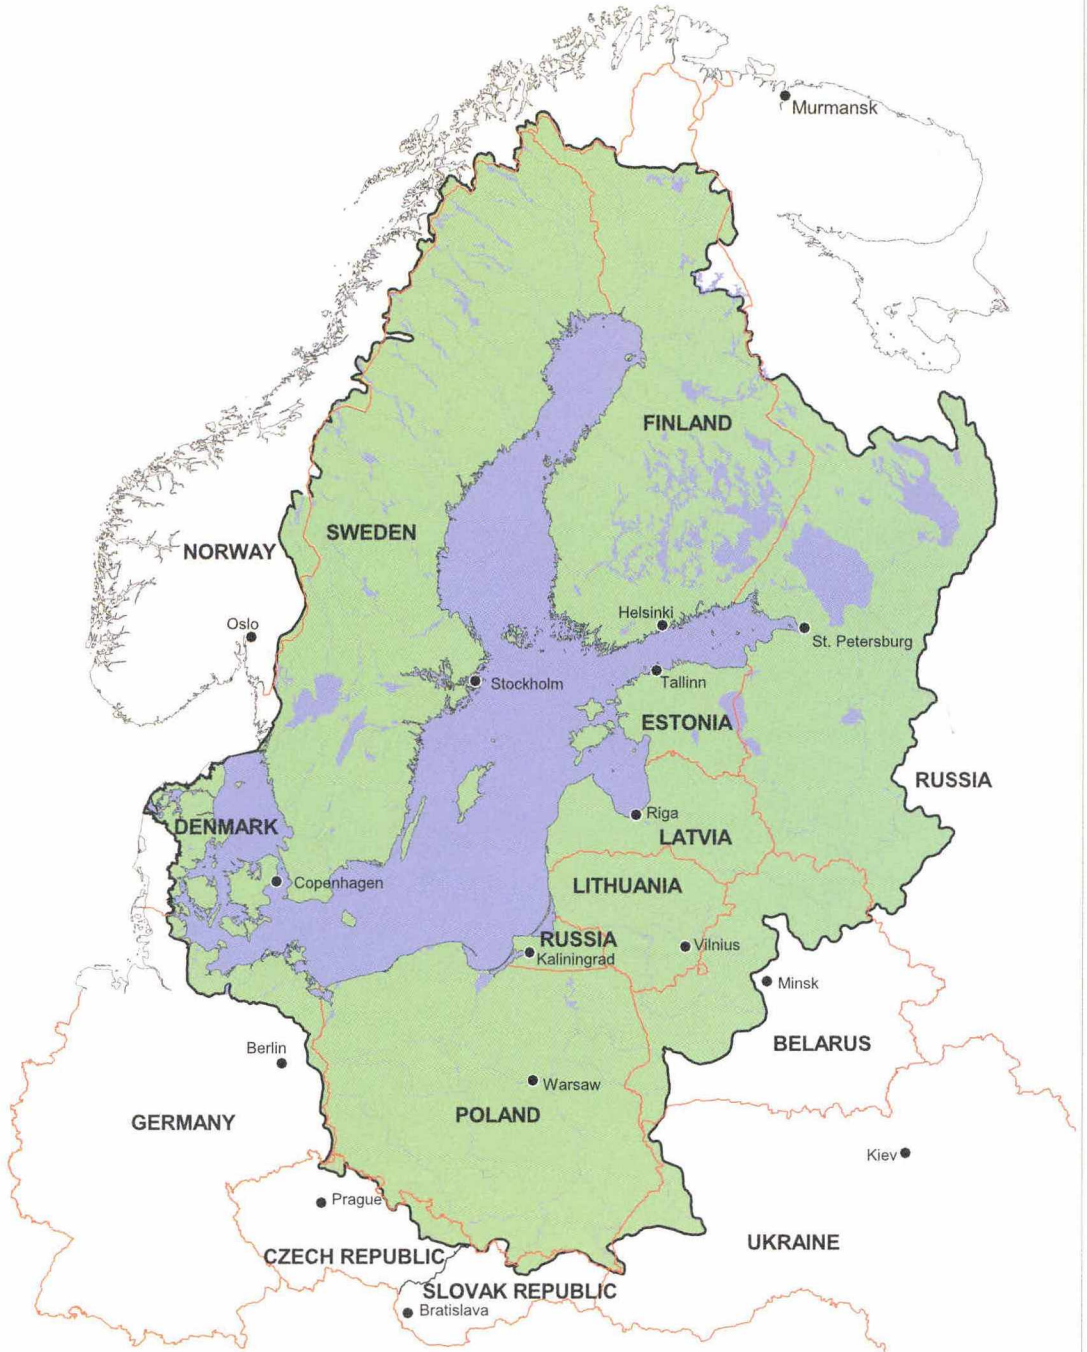 Murmansk
FINLAND
SWEDEN
NORWAY
Helsinki
Oslo
St. Petersburg
Stockholm
Tallinn
ESTONIA
RUSSIA
Riga
DENMARK
LATVIA
Copenhagen
LITHUANIA
RUSSIA
Vilnius
Kaliningrad
Minsk
BELARUS
Berlin
Warsaw
POLAND
GERMANY
Kiev
Prague
UKRAINE
CZECH REPUBLIC
SLOVAK REPUBLIC
Bratislava